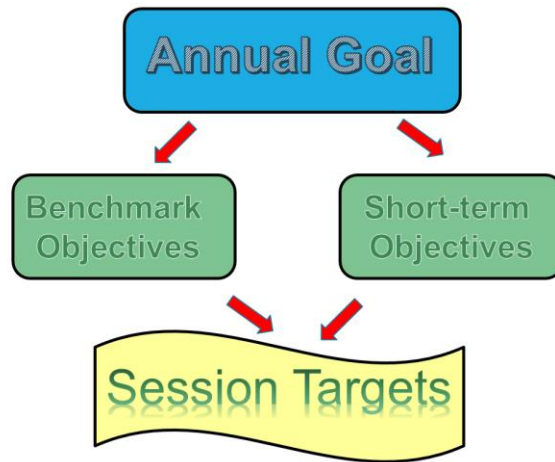 Annual Goal
Benchmark
Objectives
Short-term
Objectives
Session Targets